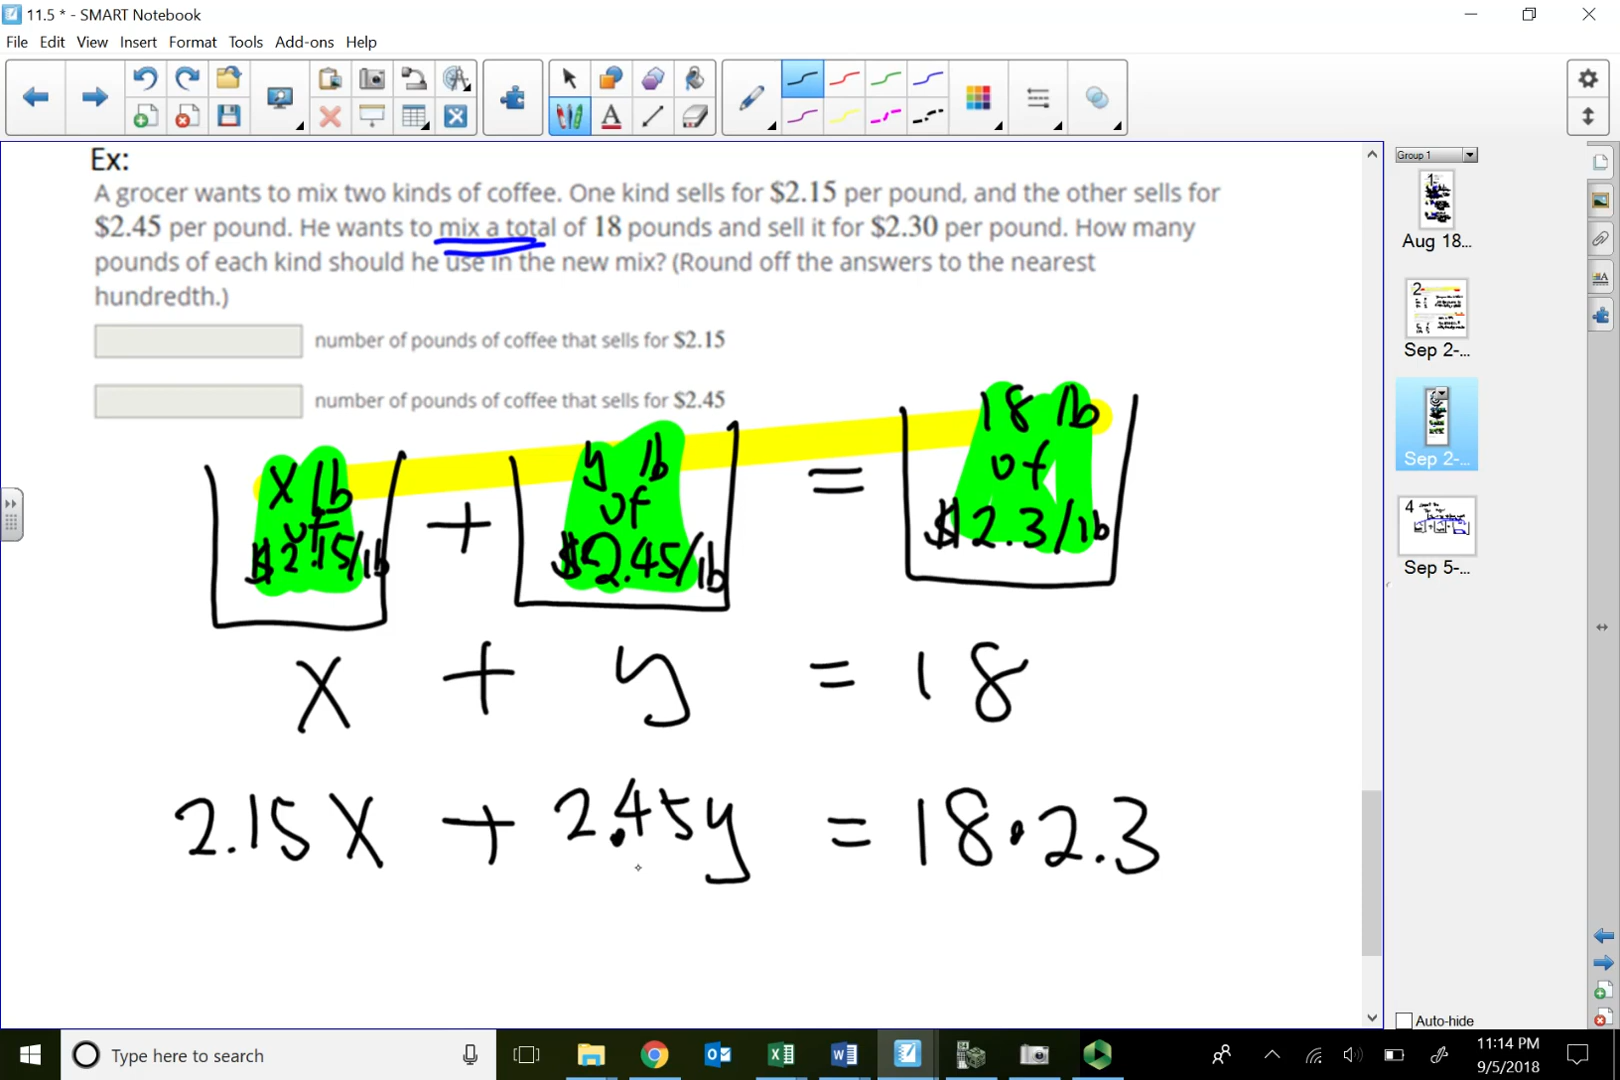 11.5 * - SMART Notebook
File Edit View Insert Format Tools Add-ons Help
Ex:
A grocer wants to mix two kinds of coffee. One kind sells for $2.15 per pound, and the other sells for
$2.45 per pound. He wants to mix a total of 18 pounds and sell it for $2.30 per pound. How many
pounds of each kind should he use in the new mix? (Round off the answers to the nearest
hundredth.)
number of pounds of coffee that sells for $2.15
number of pounds of coffee that sells for $2.45
x lb
of
$2.15/lb
+
y lb
of
$2.45/lb
=
18 lb
of
$2.3/lb
x + y = 18
2.15x + 2.45y = 18·2.3
Group 1
1
Aug 18...
2
Sep 2-...
Sep 2-...
4
Sep 5-...
Auto-hide
Type here to search
11:14 PM
9/5/2018